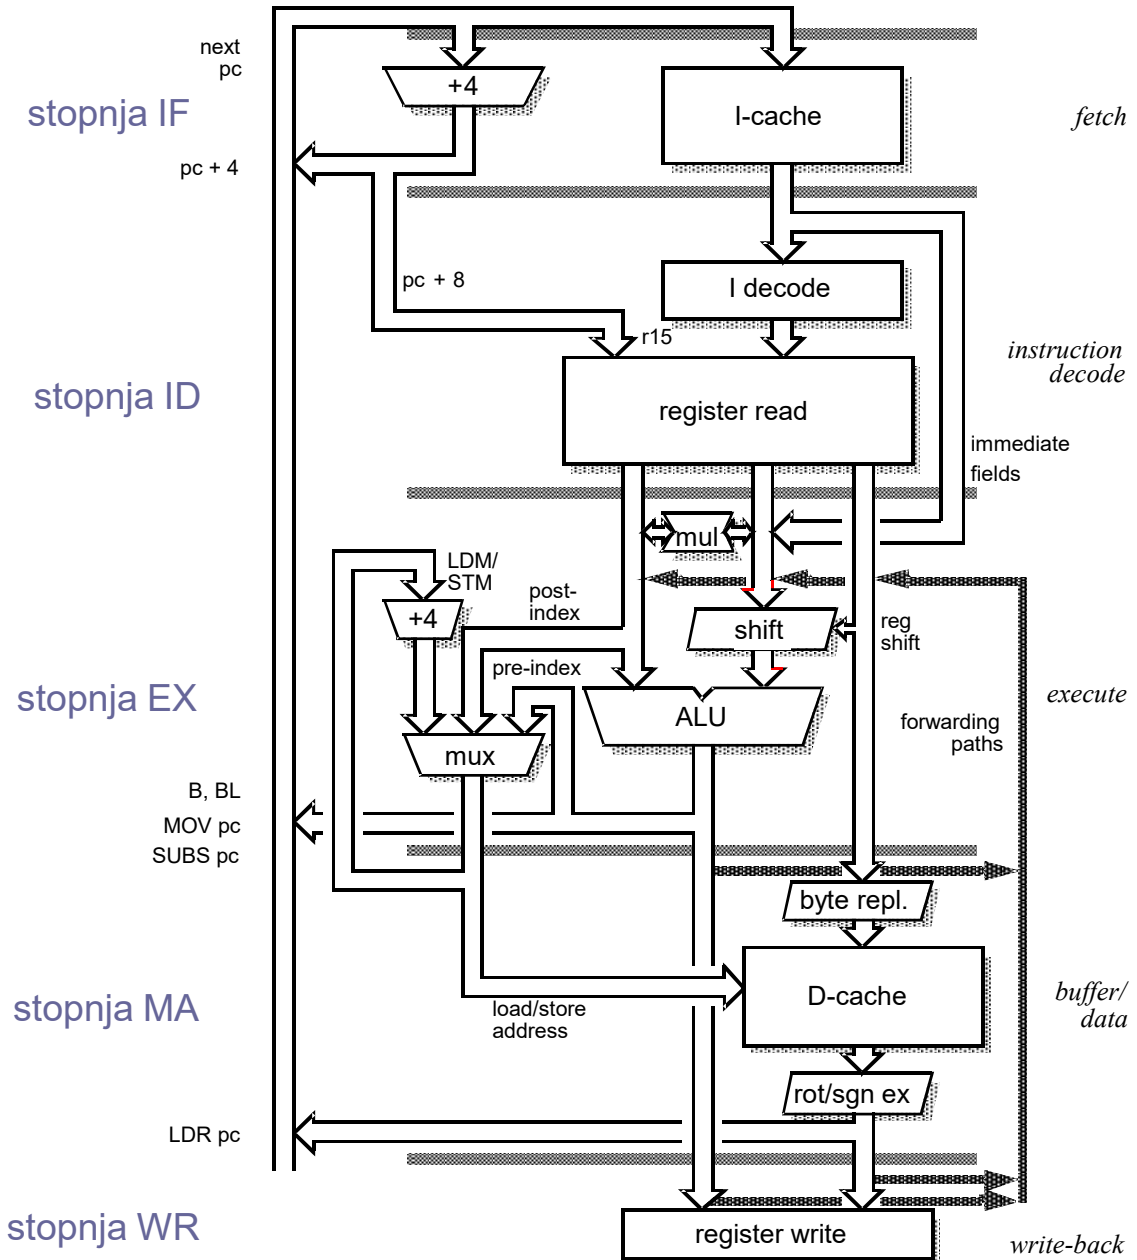 next
pc
+4
stopnja IF
I-cache
fetch
pc + 4
pc + 8
I decode
r15
instruction
decode
stopnja ID
register read
immediate
fields
mul
LDM/
STM
post-
index
+4
shift
reg
shift
pre-index
stopnja EX
ALU
execute
forwarding
paths
mux
B, BL
MOV pc
SUBS pc
byte repl.
stopnja MA
D-cache
buffer/
data
load/store
address
rot/sgn ex
LDR pc
stopnja WR
register write
write-back